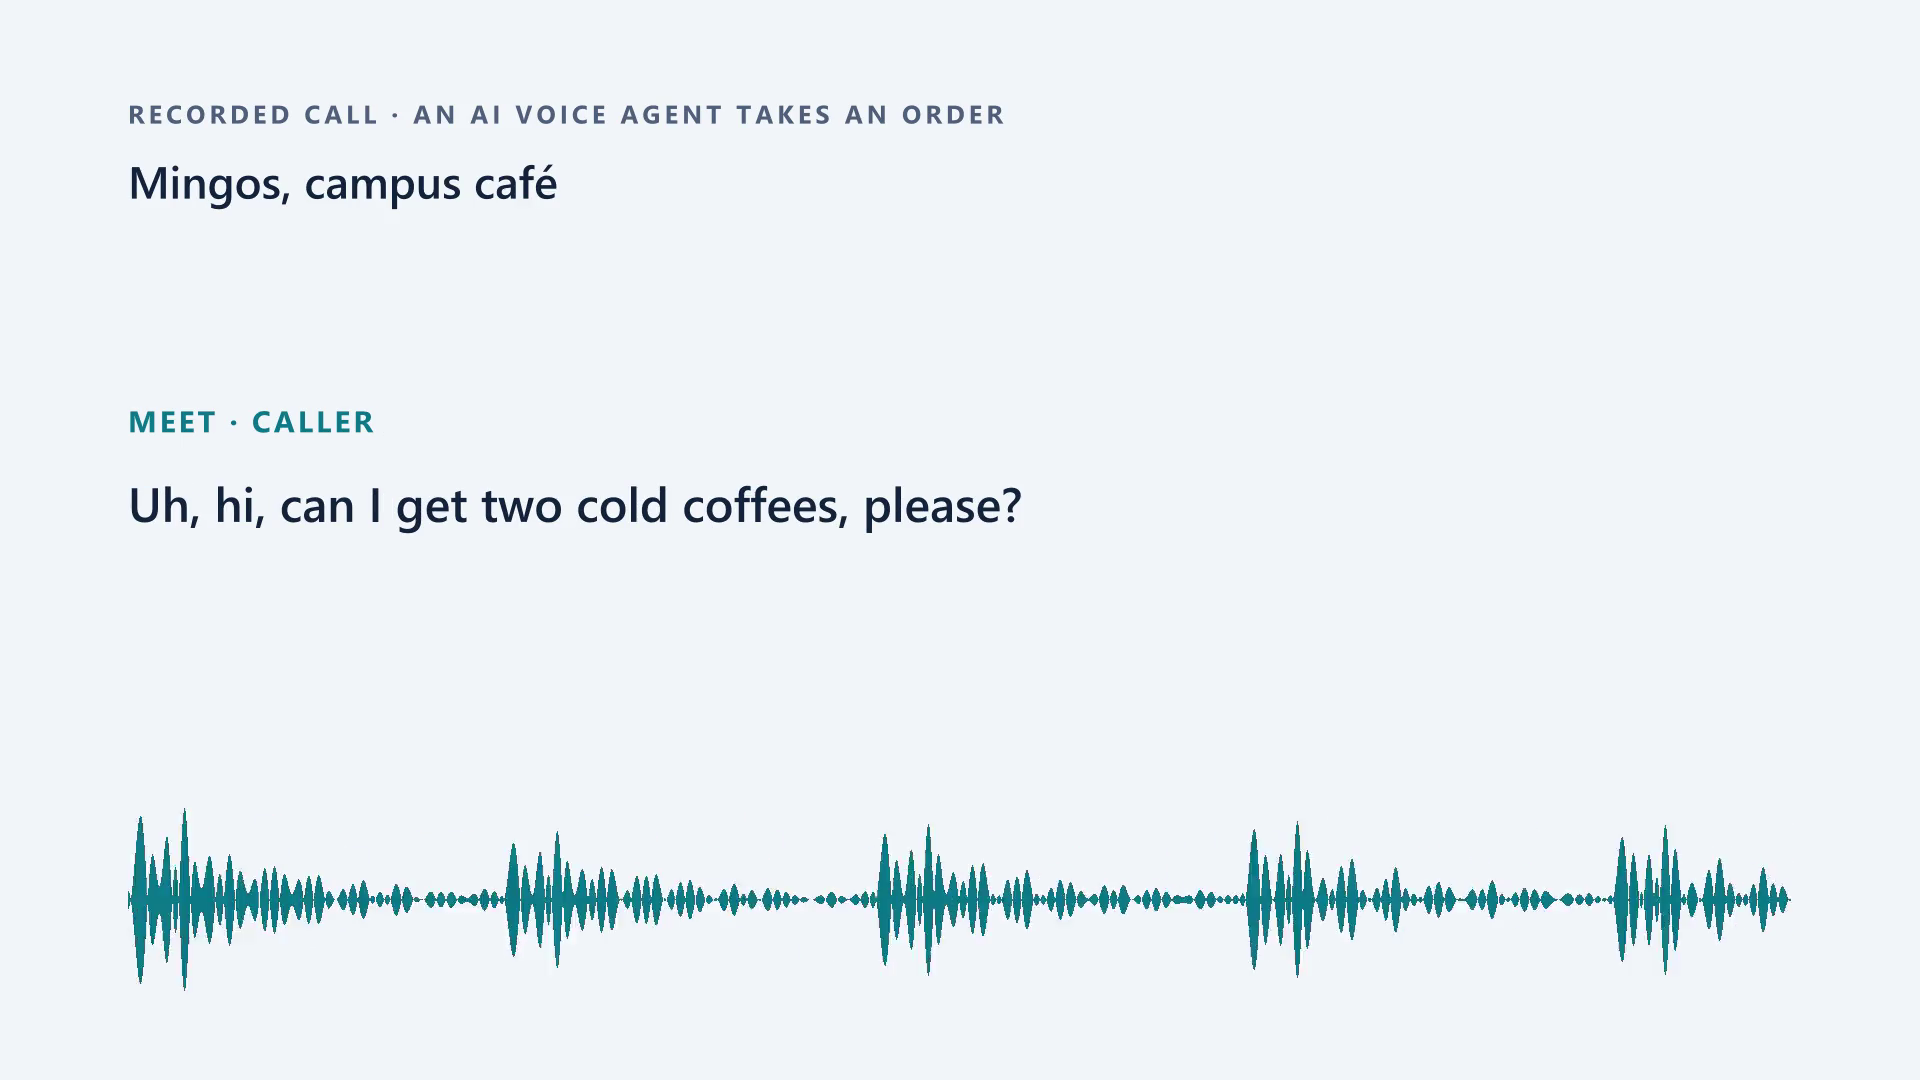 RECORDED CALL · AN AI VOICE AGENT TAKES AN ORDER
Mingos, campus café
MEET · CALLER
Uh, hi, can I get two cold coffees, please?